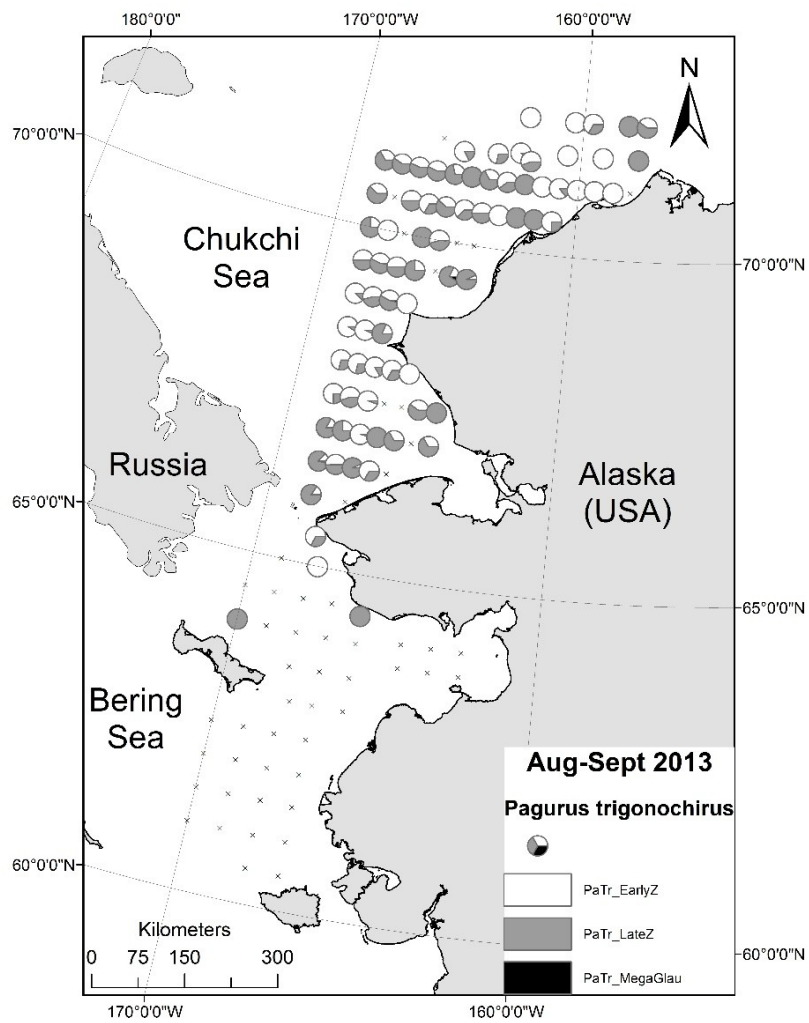 180°0'0"
170°0'0"W
160°0'0"W
N
70°0'0"N
Chukchi
Sea
70°0'0"N
Russia
Alaska
(USA)
65°0'0"N
65°0'0"N
Bering
Sea
Aug-Sept 2013
Pagurus trigonochirus
60°0'0"N
PaTr_EarlyZ
Kilometers
PaTr_LateZ
0 75 150 300
60°0'0"N
PaTr_MegaGlau
170°0'0"W
160°0'0"W